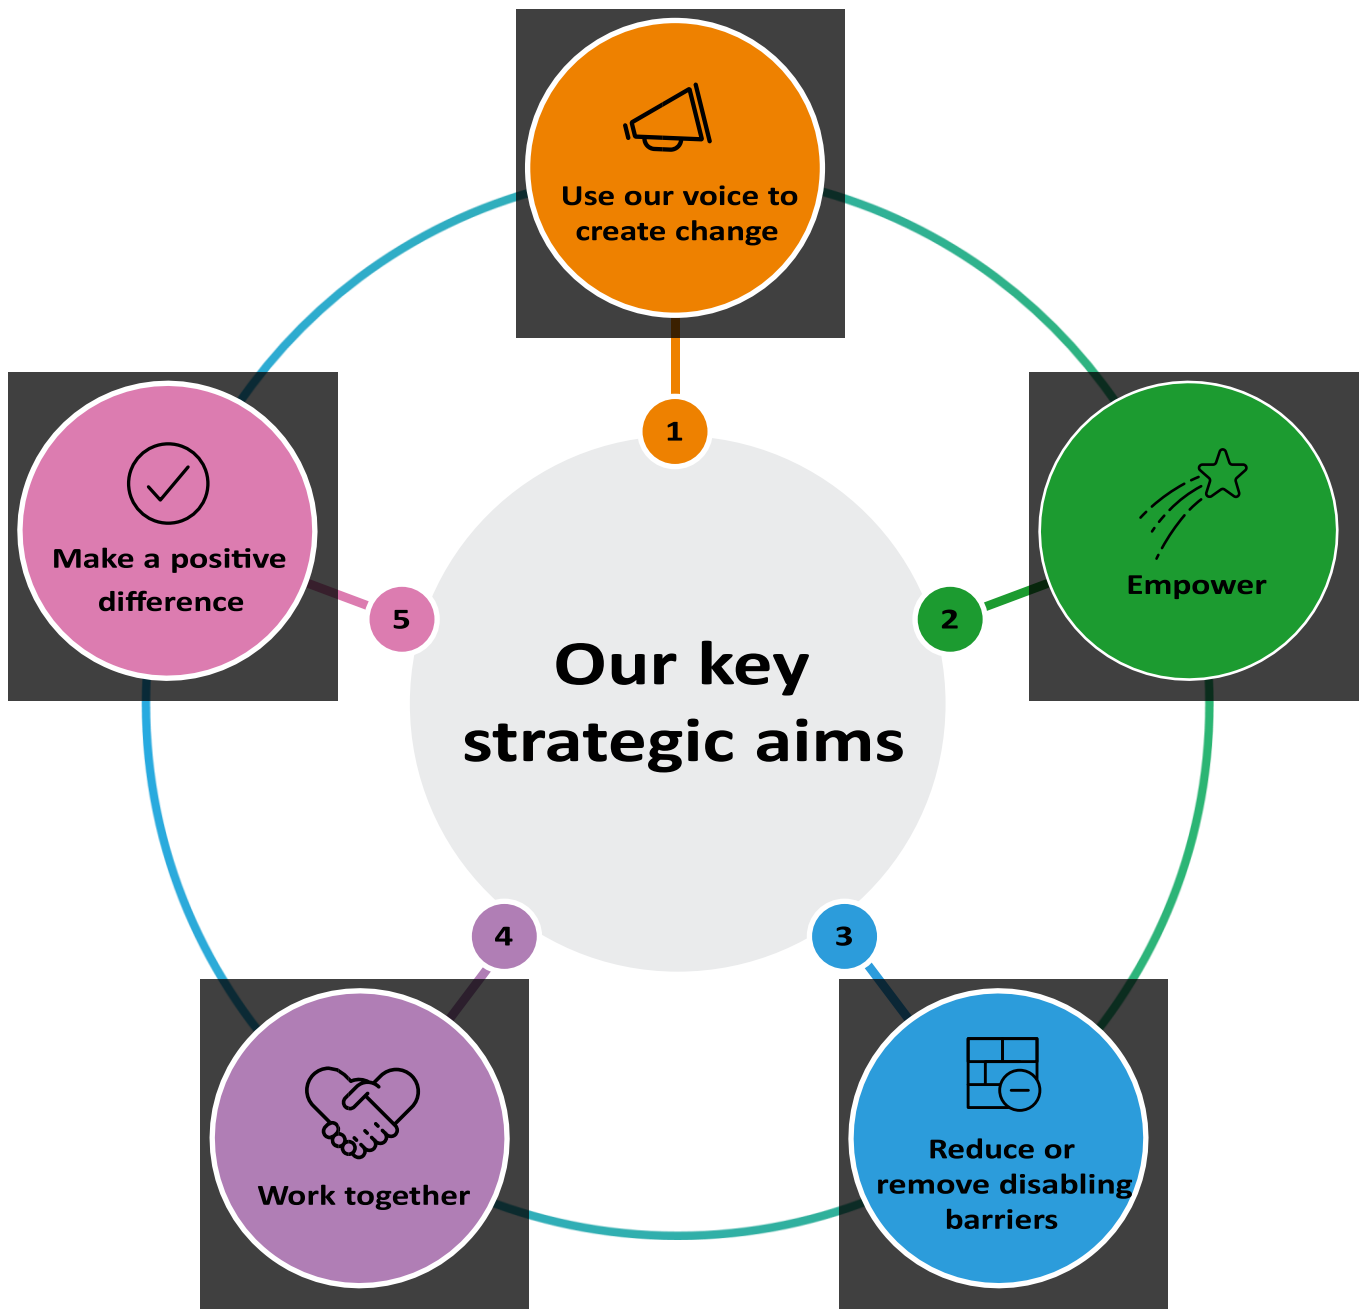 Our key
strategic aims
1
Use our voice to
create change
2
Empower
3
Reduce or
remove disabling
barriers
4
Work together
5
Make a positive
difference